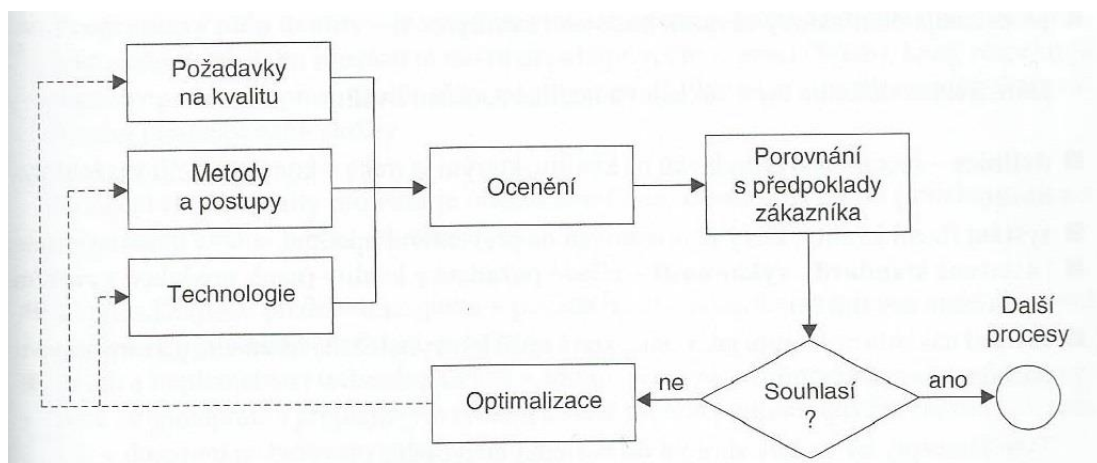 Požadavky
na kvalitu
Metody
a postupy
Technologie
Ocenění
Porovnání
s předpoklady
zákazníka
Další
procesy
Souhlasí
?
ne
ano
Optimalizace